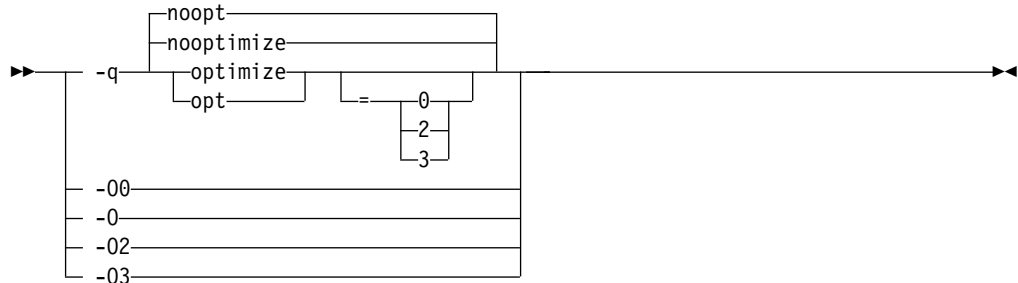 noopt
nooptimize
-q optimize
opt = 0
2
3
-O0
-O
-O2
-O3